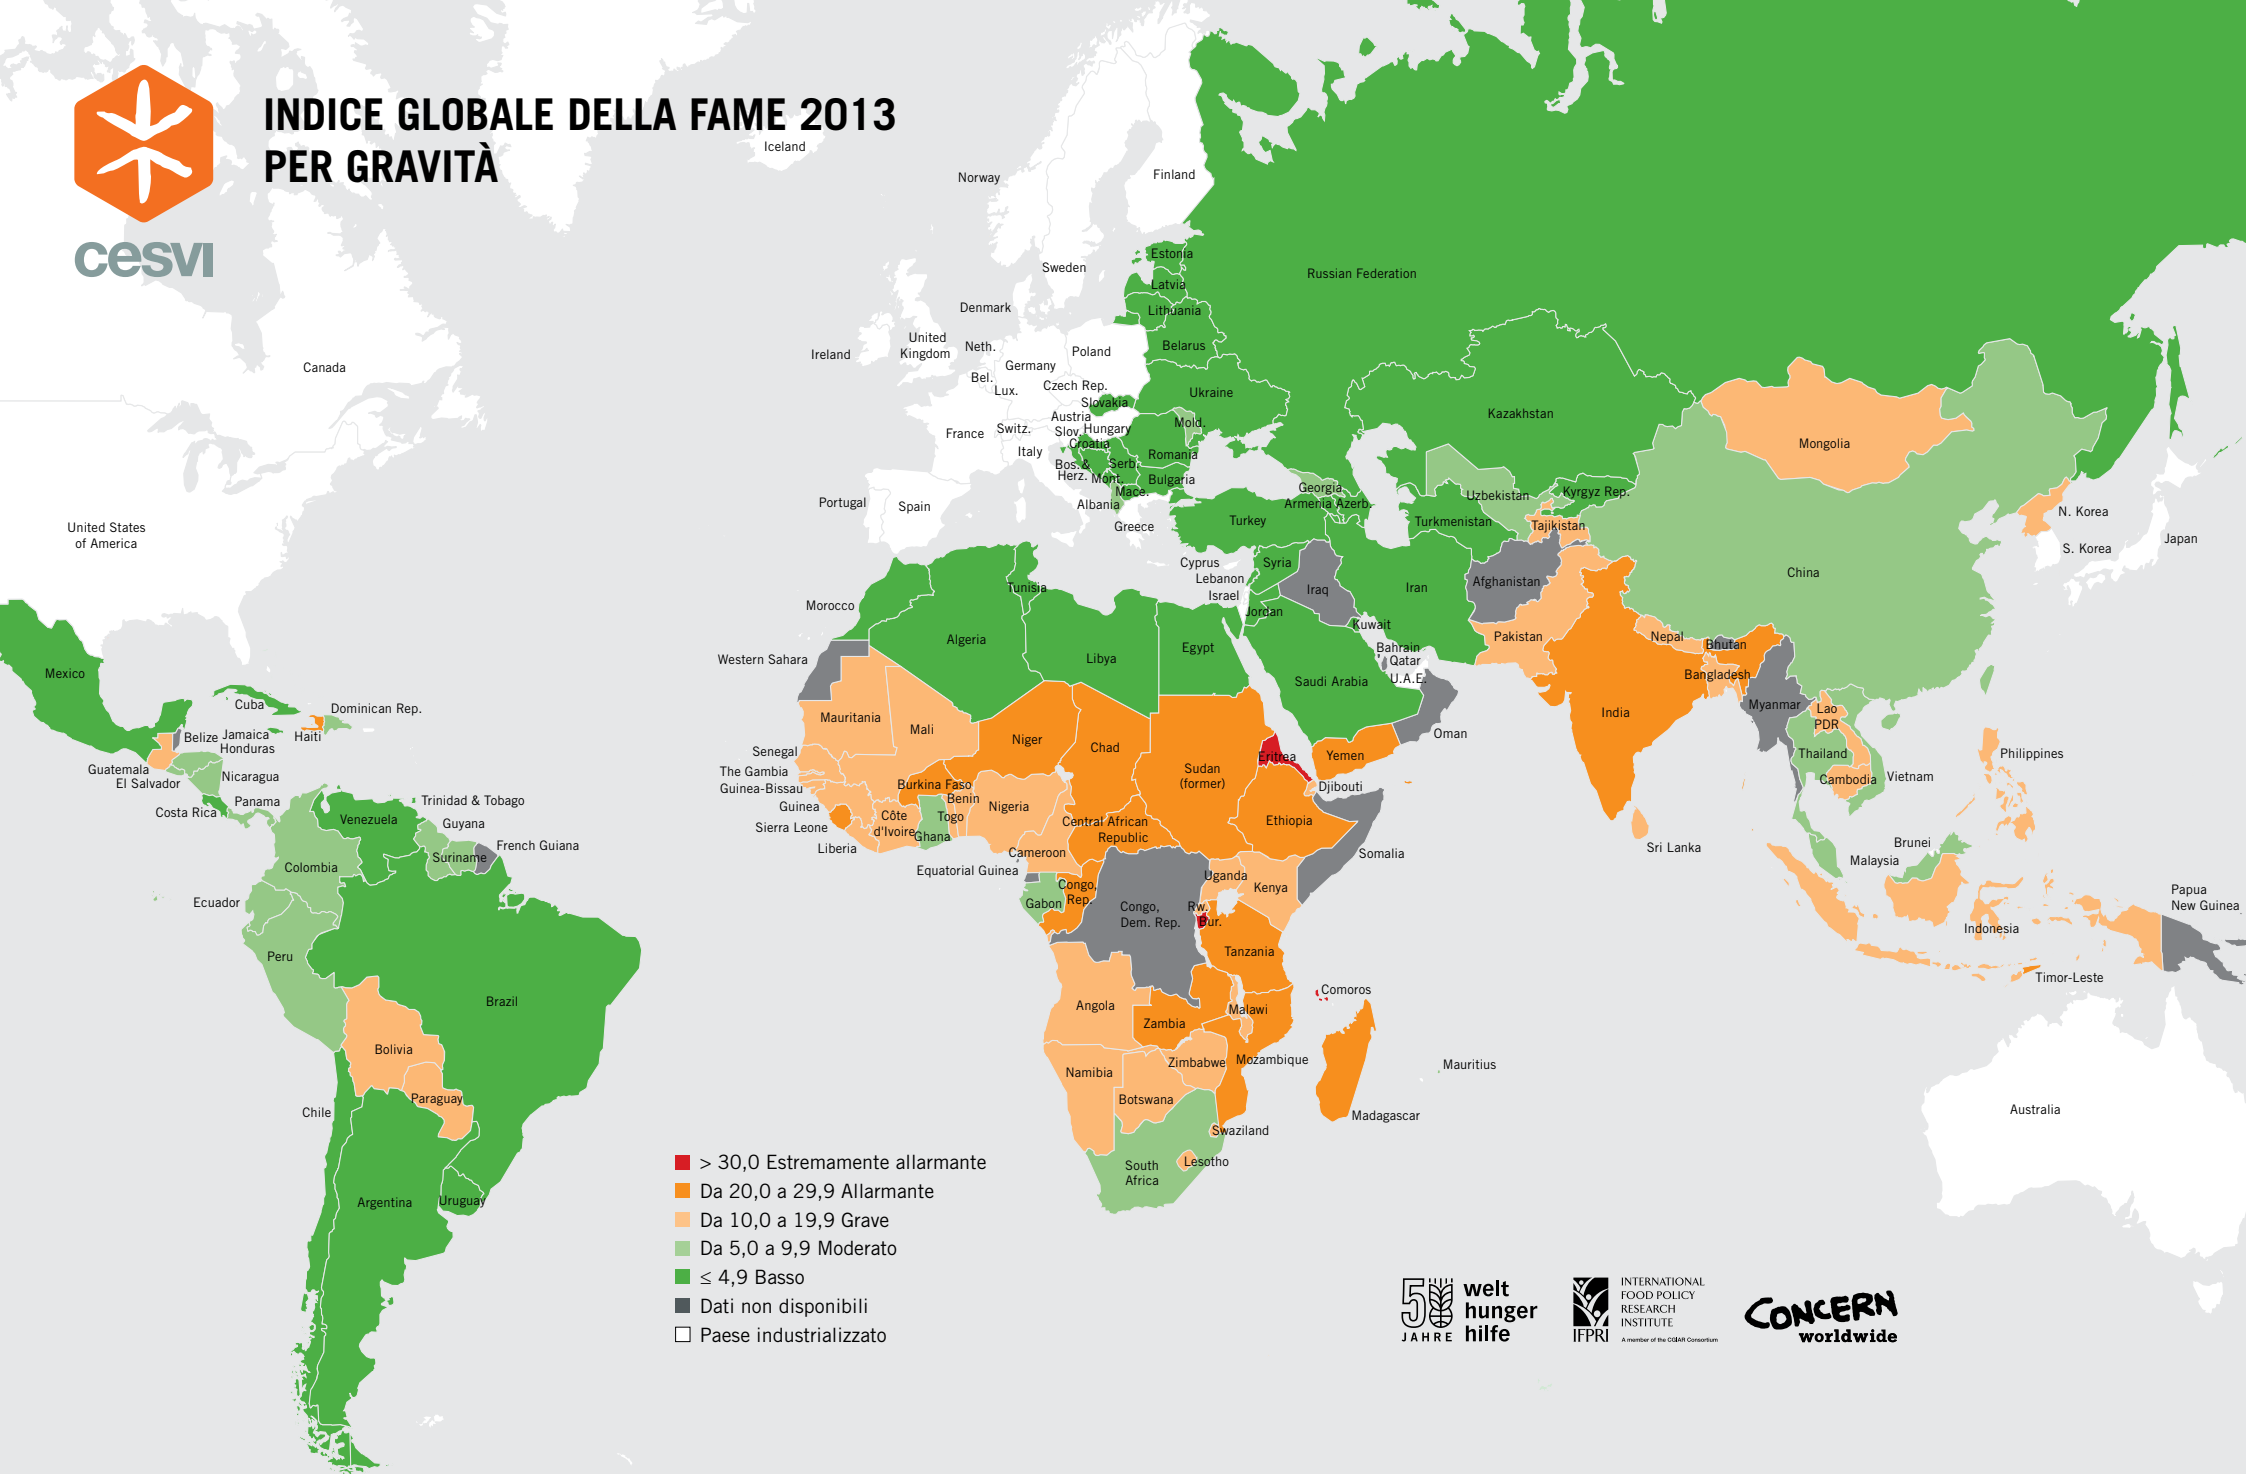 INDICE GLOBALE DELLA FAME 2013
PER GRAVITÀ
cesvi
Iceland
Norway
Finland
Sweden
Estonia
Latvia
Lithuania
Russian Federation
Denmark
United
Kingdom
Ireland
Neth.
Belarus
Poland
Germany
Bel.
Lux.
Czech Rep.
Ukraine
Slovakia
Canada
Austria
Hungary
Mold.
Kazakhstan
France
Switz.
Slov.
Croatia
Mongolia
Italy
Romania
Bos.&
Herz.
Serb.
Mont.
Bulgaria
Mace.
Georgia
Uzbekistan
Kyrgyz Rep.
Portugal
Spain
Albania
Armenia
Azerb.
N. Korea
United States
of America
Greece
Turkey
Turkmenistan
Tajikistan
Japan
S. Korea
Cyprus
Syria
China
Lebanon
Israel
Iraq
Iran
Afghanistan
Tunisia
Morocco
Jordan
Kuwait
Algeria
Pakistan
Nepal
Bhutan
Western Sahara
Libya
Egypt
Bahrain
Qatar
U.A.E.
Saudi Arabia
Bangladesh
Mexico
Cuba
Dominican Rep.
Mauritania
Mali
India
Myanmar
Lao
PDR
Belize
Jamaica
Haiti
Honduras
Niger
Chad
Oman
Senegal
Eritrea
Yemen
Thailand
Philippines
Guatemala
El Salvador
Nicaragua
The Gambia
Guinea-Bissau
Sudan
(former)
Burkina Faso
Djibouti
Cambodia
Vietnam
Costa Rica
Panama
Trinidad & Tobago
Guinea
Benin
Nigeria
Venezuela
Guyana
Sierra Leone
Côte
d'Ivoire
Togo
Ghana
Central African
Republic
Ethiopia
Liberia
French Guiana
Suriname
Cameroon
Somalia
Sri Lanka
Brunei
Malaysia
Colombia
Equatorial Guinea
Uganda
Kenya
Papua
New Guinea
Ecuador
Gabon
Congo,
Rep.
Congo,
Dem. Rep.
Rw.
Bur.
Indonesia
Peru
Tanzania
Timor-Leste
Brazil
Angola
Comoros
Malawi
Zambia
Bolivia
Zimbabwe
Mozambique
Mauritius
Namibia
Botswana
Paraguay
Chile
Madagascar
Australia
Swaziland
South
Africa
Lesotho
Argentina
Uruguay
> 30,0 Estremamente allarmante
Da 20,0 a 29,9 Allarmante
Da 10,0 a 19,9 Grave
Da 5,0 a 9,9 Moderato
≤ 4,9 Basso
Dati non disponibili
Paese industrializzato
50
JAHRE
welt
hunger
hilfe
IFPRI
INTERNATIONAL
FOOD POLICY
RESEARCH
INSTITUTE
A member of the CGIAR Consortium
CONCERN
worldwide